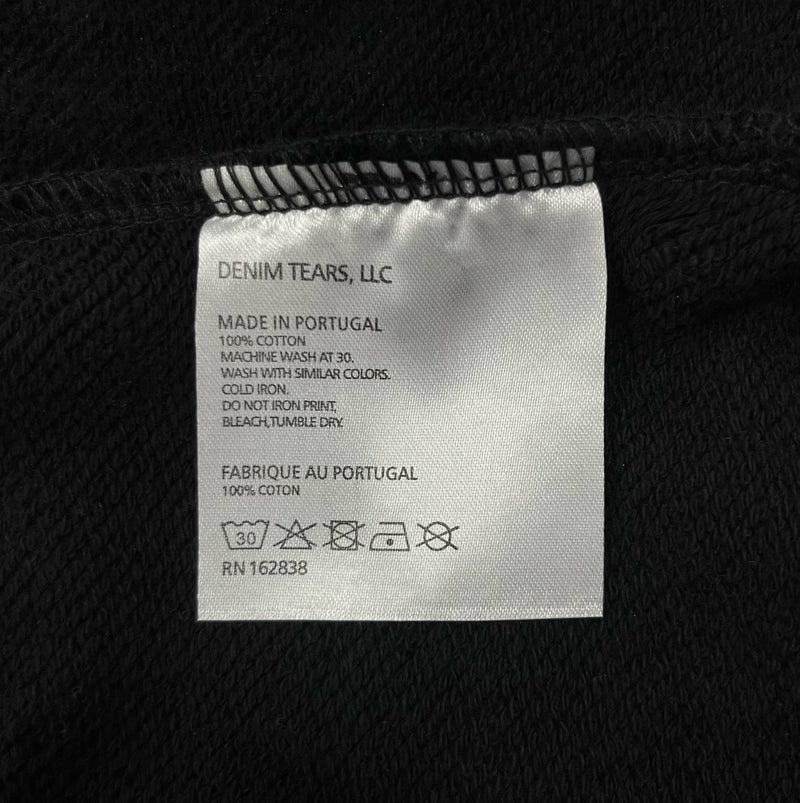 DENIM TEARS, LLC
MADE IN PORTUGAL
100% COTTON
MACHINE WASH AT 30.
WASH WITH SIMILAR COLORS.
COLD IRON.
DO NOT IRON PRINT,
BLEACH,TUMBLE DRY.
FABRIQUE AU PORTUGAL
100% COTON
30
RN 162838